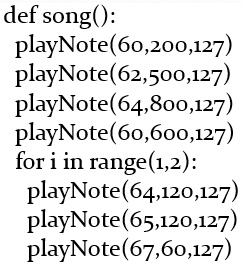 def song():
playNote(60,200,127)
playNote(62,500,127)
playNote(64,800,127)
playNote(60,600,127)
for i in range(1,2):
playNote(64,120,127)
playNote(65,120,127)
playNote(67,60,127)